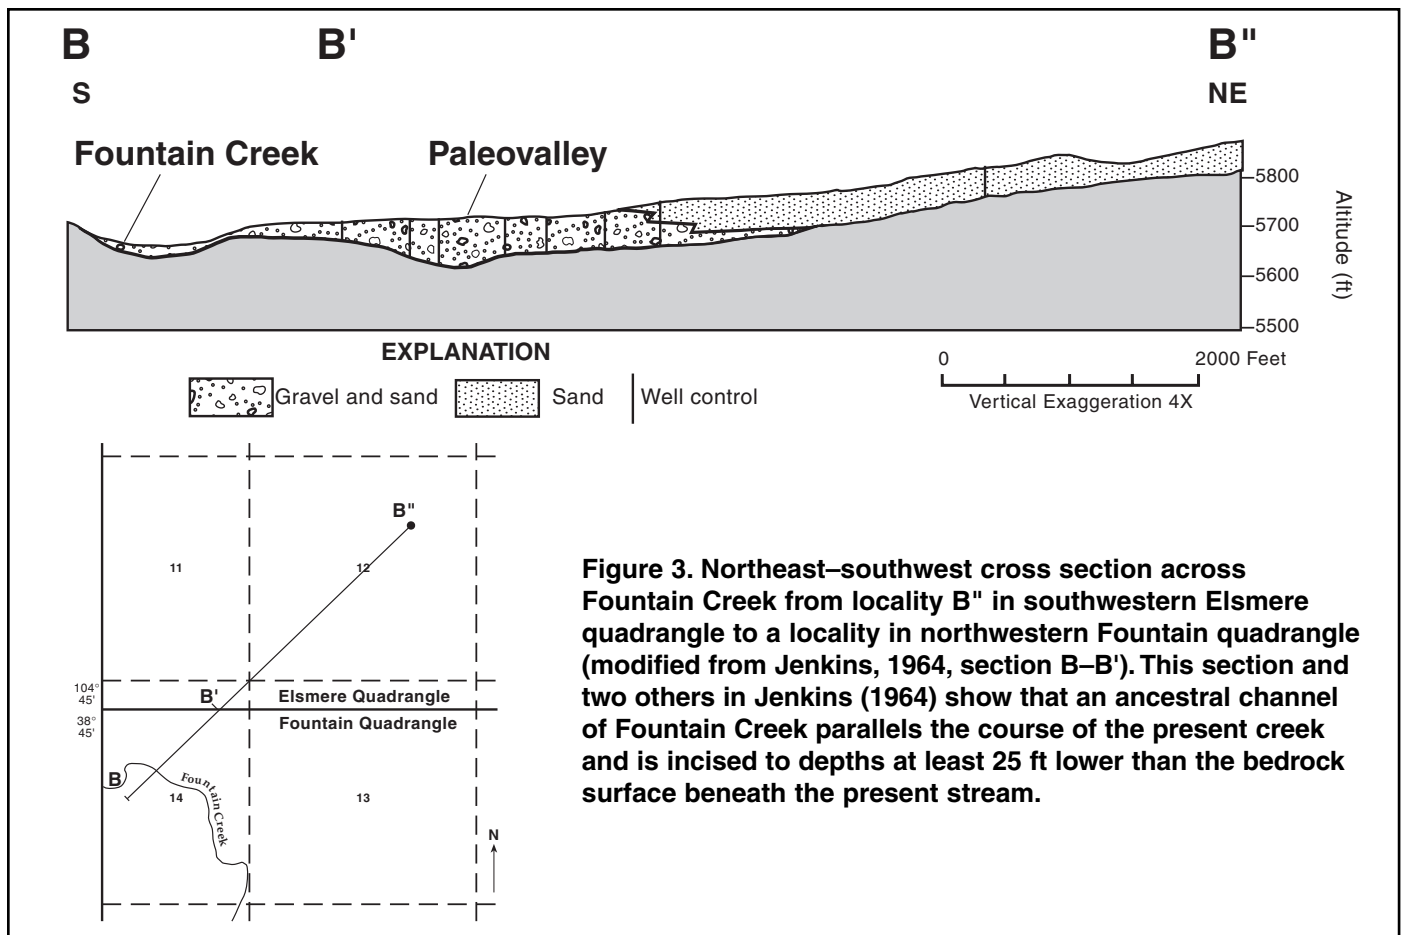 B B' B"
S NE
Fountain Creek Paleovalley
5800
5700
5600
5500
Altitude (ft)
EXPLANATION
Gravel and sand Sand Well control
0 2000 Feet
Vertical Exaggeration 4X
B"
11 12
104°
45'
B' Elsmere Quadrangle
38°
45'
Fountain Quadrangle
B
Fountain Creek
14 13
N
Figure 3. Northeast–southwest cross section across
Fountain Creek from locality B" in southwestern Elsmere
quadrangle to a locality in northwestern Fountain quadrangle
(modified from Jenkins, 1964, section B–B'). This section and
two others in Jenkins (1964) show that an ancestral channel
of Fountain Creek parallels the course of the present creek
and is incised to depths at least 25 ft lower than the bedrock
surface beneath the present stream.